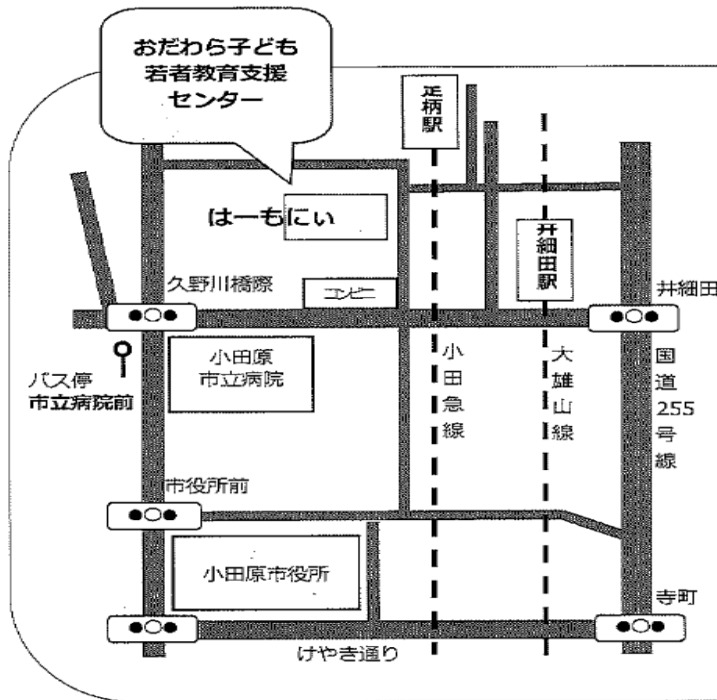 おだわら子ども
若者教育支援
センター
足柄駅
はーもにぃ
井細田駅
久野川橋際
コンビニ
井細田
小田原
市立病院
バス停
市立病院前
小田急線
大雄山線
国道255号線
市役所前
小田原市役所
寺町
けやき通り